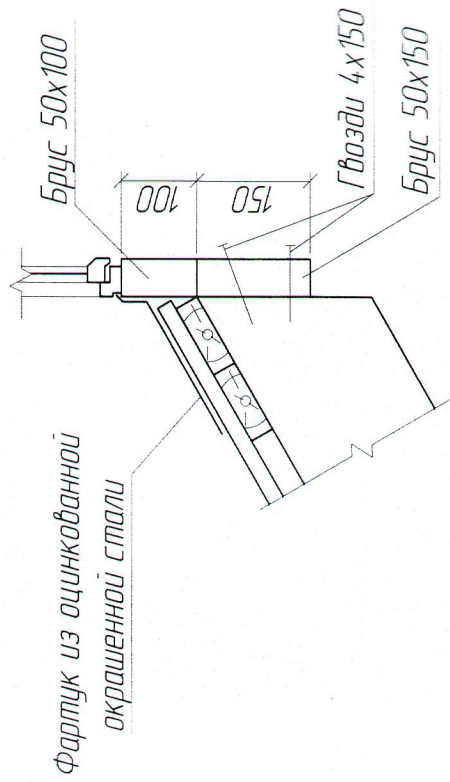 Фартук из оцинкованной
окрашенной стали
Брус 50х100
100
150
Гвозди 4х150
Брус 50х150